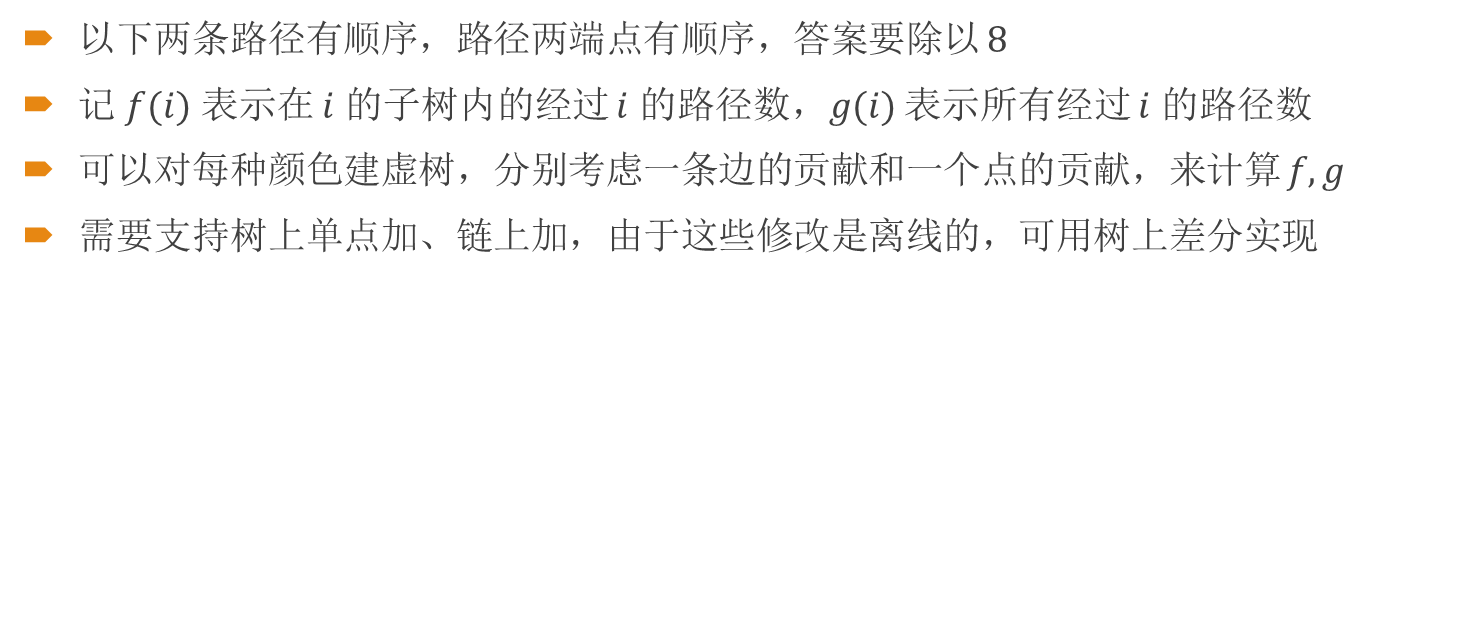 以下两条路径有顺序，路径两端点有顺序，答案要除以 8
记 f(i) 表示在 i 的子树内的经过 i 的路径数，g(i) 表示所有经过 i 的路径数
可以对每种颜色建虚树，分别考虑一条边的贡献和一个点的贡献，来计算 f, g
需要支持树上单点加、链上加，由于这些修改是离线的，可用树上差分实现